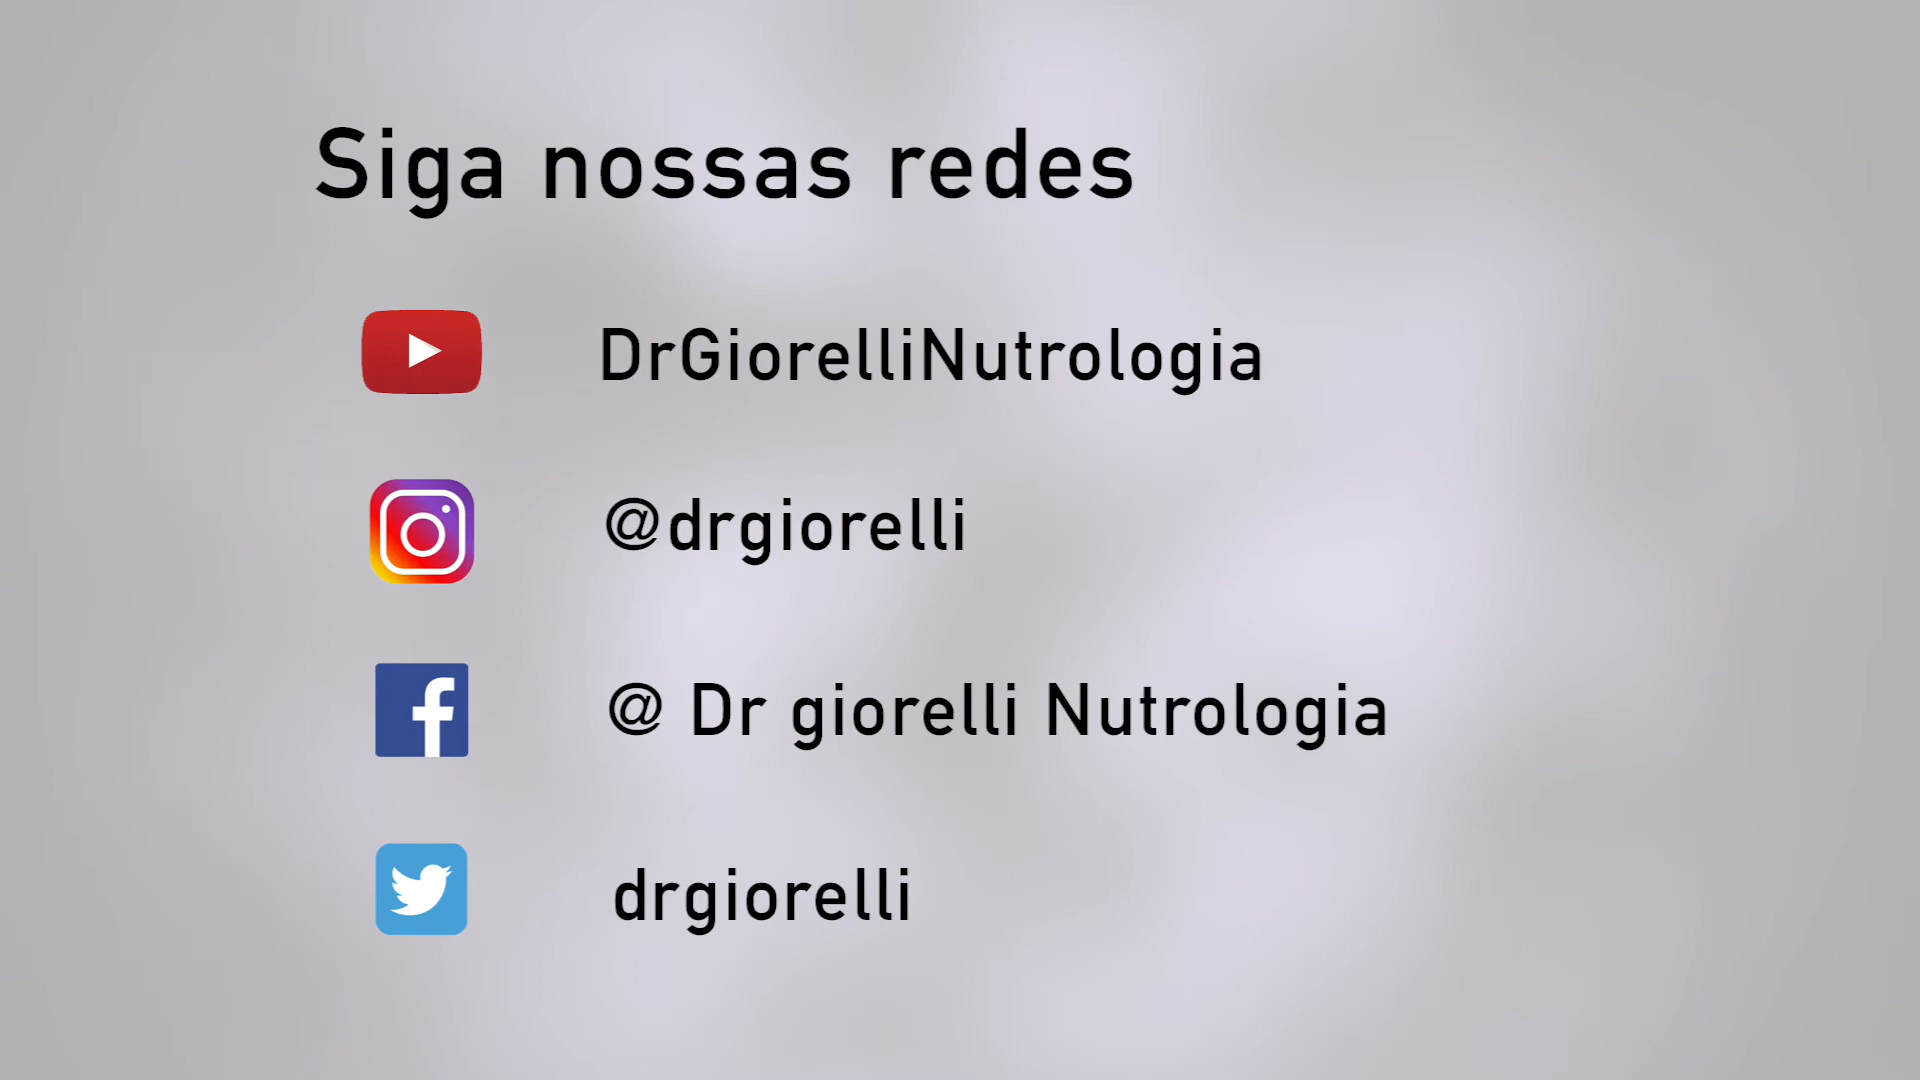 Siga nossas redes
DrGiorelliNutrologia
@drgiorelli
@ Dr giorelli Nutrologia
drgiorelli